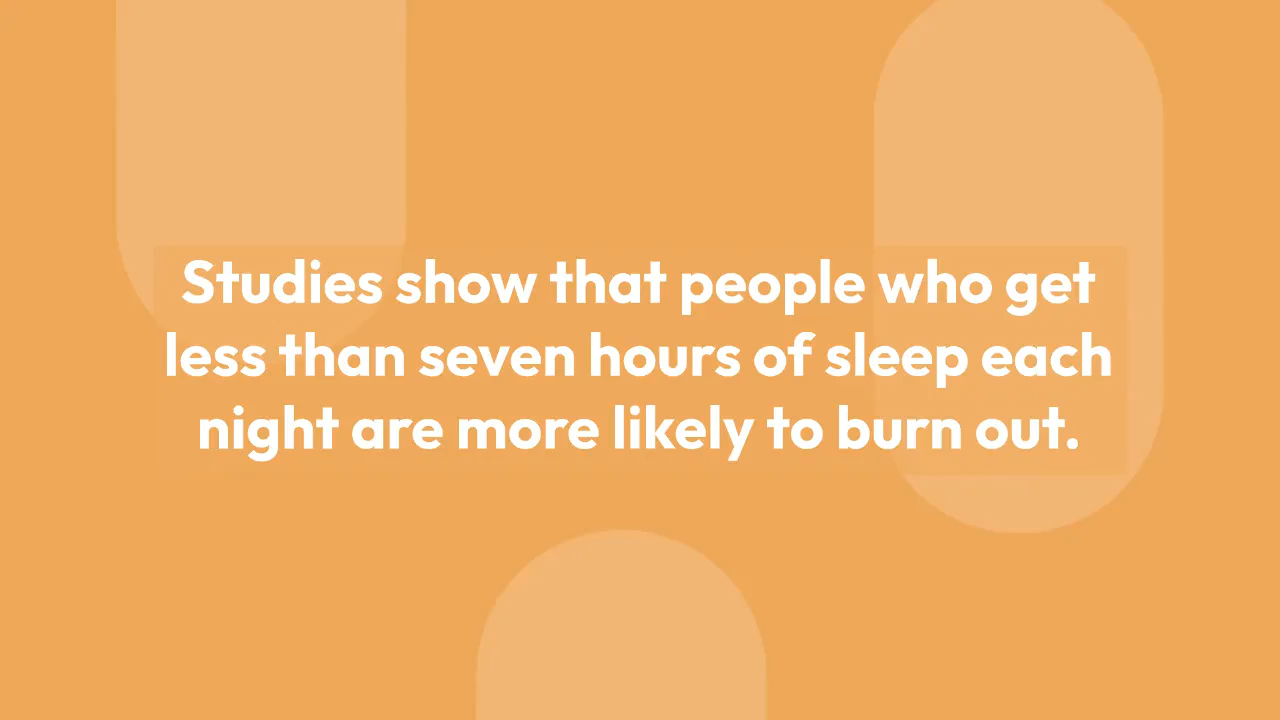 Studies show that people who get
less than seven hours of sleep each
night are more likely to burn out.